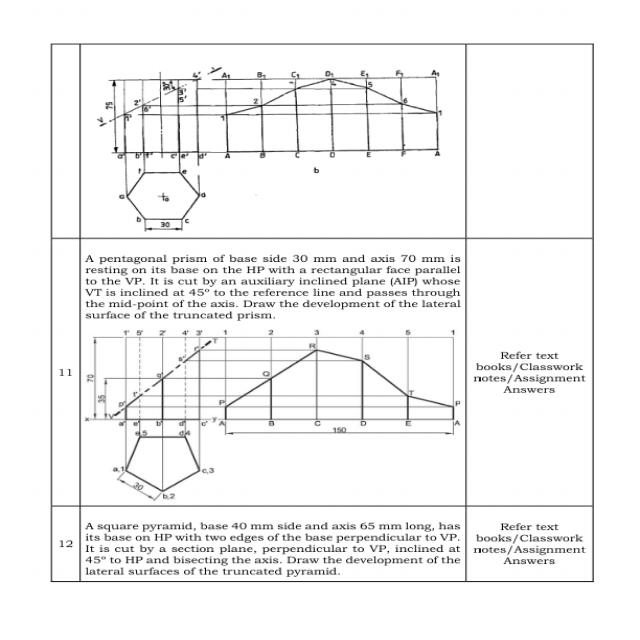 4'
A₁ B₁ C₁ D₁ E₁ F₁ A₁
75
2'
3'
5'
6'
1'
1 2 4 5 6 1
a' b' f' c' e' d' A B C D E F A
f e
b
a o d
b c
30
A pentagonal prism of base side 30 mm and axis 70 mm is
resting on its base on the HP with a rectangular face parallel
to the VP. It is cut by an auxiliary inclined plane (AIP) whose
VT is inclined at 45° to the reference line and passes through
the mid-point of the axis. Draw the development of the lateral
surface of the truncated prism.
11
Refer text
books/Classwork
notes/Assignment
Answers
1' 5' 2' 4' 3' 1 2 3 4 5 1
70
35
r' T
s'
q'
t'
p'
V
P Q R S T P
x a' e' b' d' c' y A B C D E A
150
e,5 d,4
a,1 c,3
30
b,2
12
A square pyramid, base 40 mm side and axis 65 mm long, has
its base on HP with two edges of the base perpendicular to VP.
It is cut by a section plane, perpendicular to VP, inclined at
45° to HP and bisecting the axis. Draw the development of the
lateral surfaces of the truncated pyramid.
Refer text
books/Classwork
notes/Assignment
Answers